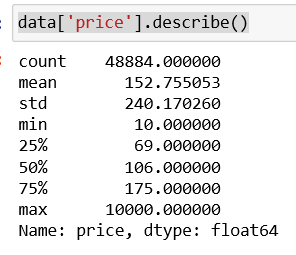 data['price'].describe()
count 48884.000000
mean 152.755053
std 240.170260
min 10.000000
25% 69.000000
50% 106.000000
75% 175.000000
max 10000.000000
Name: price, dtype: float64